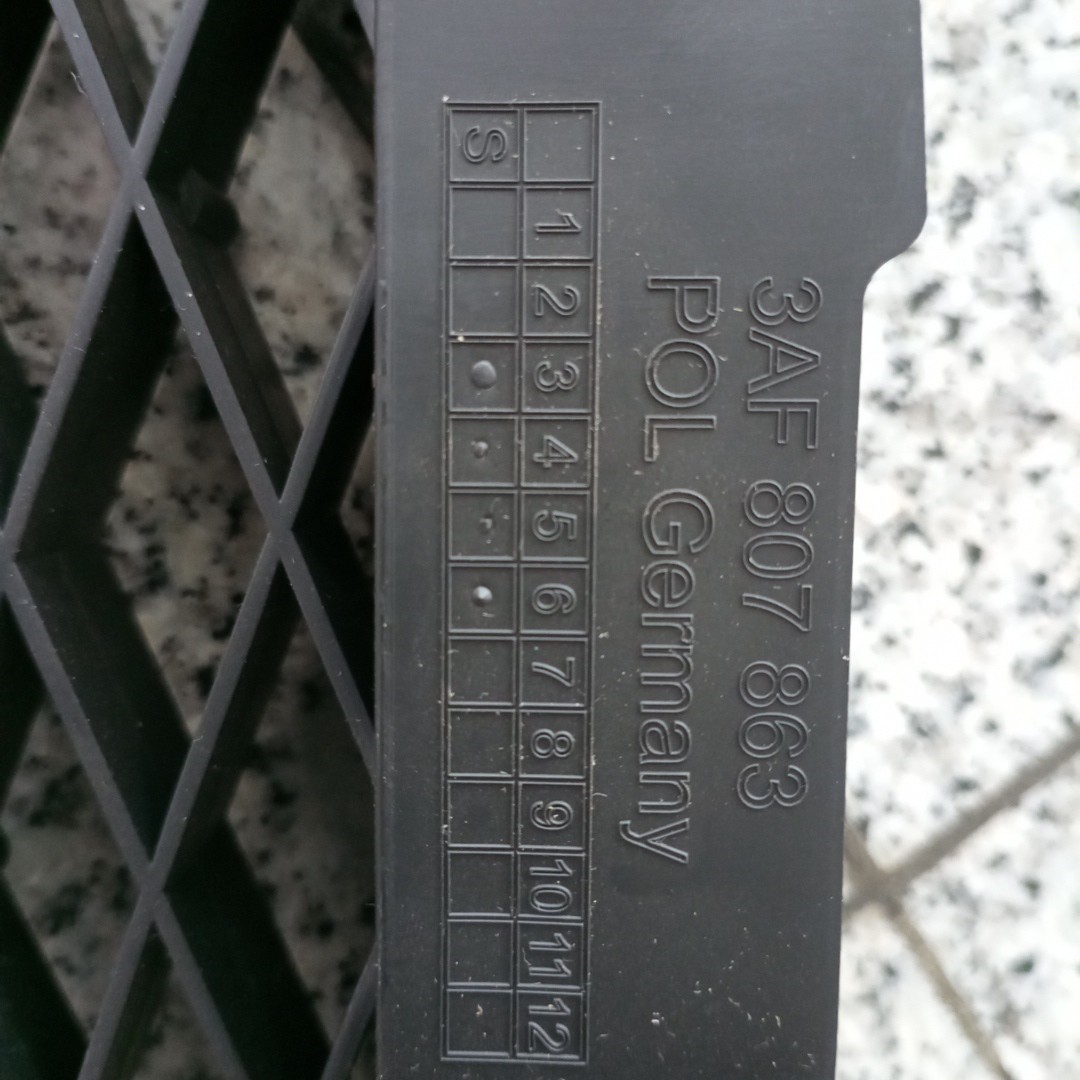 3AF 807 863
POL Germany
1 2 3 4 5 6 7 8 9 10 11 12
S